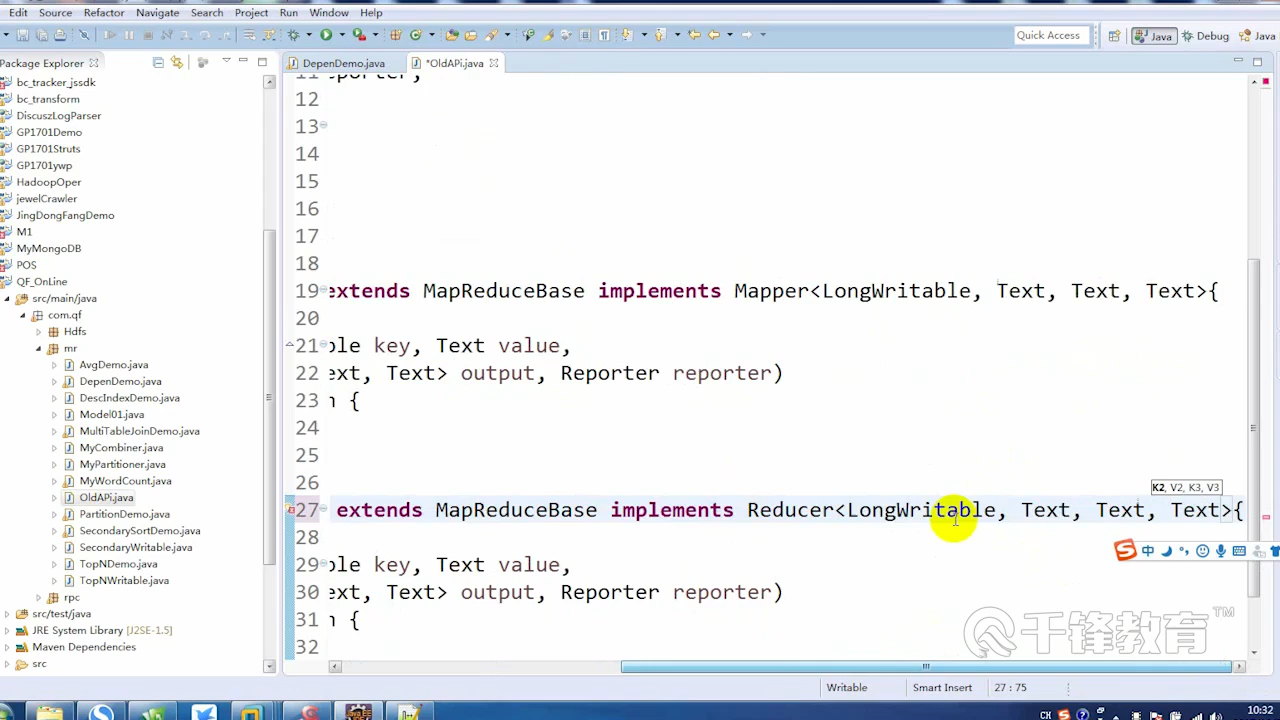 Edit Source Refactor Navigate Search Project Run Window Help
Quick Access
Java
Debug
Java
Package Explorer
DepenDemo.java
*OldAPi.java
bc_tracker_jssdk
bc_transform
DiscuszLogParser
GP1701Demo
GP1701Struts
GP1701ywp
HadoopOper
jewelCrawler
JingDongFangDemo
M1
MyMongoDB
POS
QF_OnLine
src/main/java
com.qf
Hdfs
mr
AvgDemo.java
DepenDemo.java
DescIndexDemo.java
Model01.java
MultiTableJoinDemo.java
MyCombiner.java
MyPartitioner.java
MyWordCount.java
OldAPi.java
PartitionDemo.java
SecondarySortDemo.java
SecondaryWritable.java
TopNDemo.java
TopNWritable.java
rpc
src/test/java
JRE System Library [J2SE-1.5]
Maven Dependencies
src
11 eporter;
12
13
14
15
16
17
18
19 extends MapReduceBase implements Mapper<LongWritable, Text, Text, Text>{
20
21 ble key, Text value,
22 ext, Text> output, Reporter reporter)
23 n {
24
25
26
K2, V2, K3, V3
27 extends MapReduceBase implements Reducer<LongWritable, Text, Text, Text>{
28
29 ble key, Text value,
30 ext, Text> output, Reporter reporter)
31 n {
32
中
千锋教育™
Writable
Smart Insert
27 : 75
CH
10:32